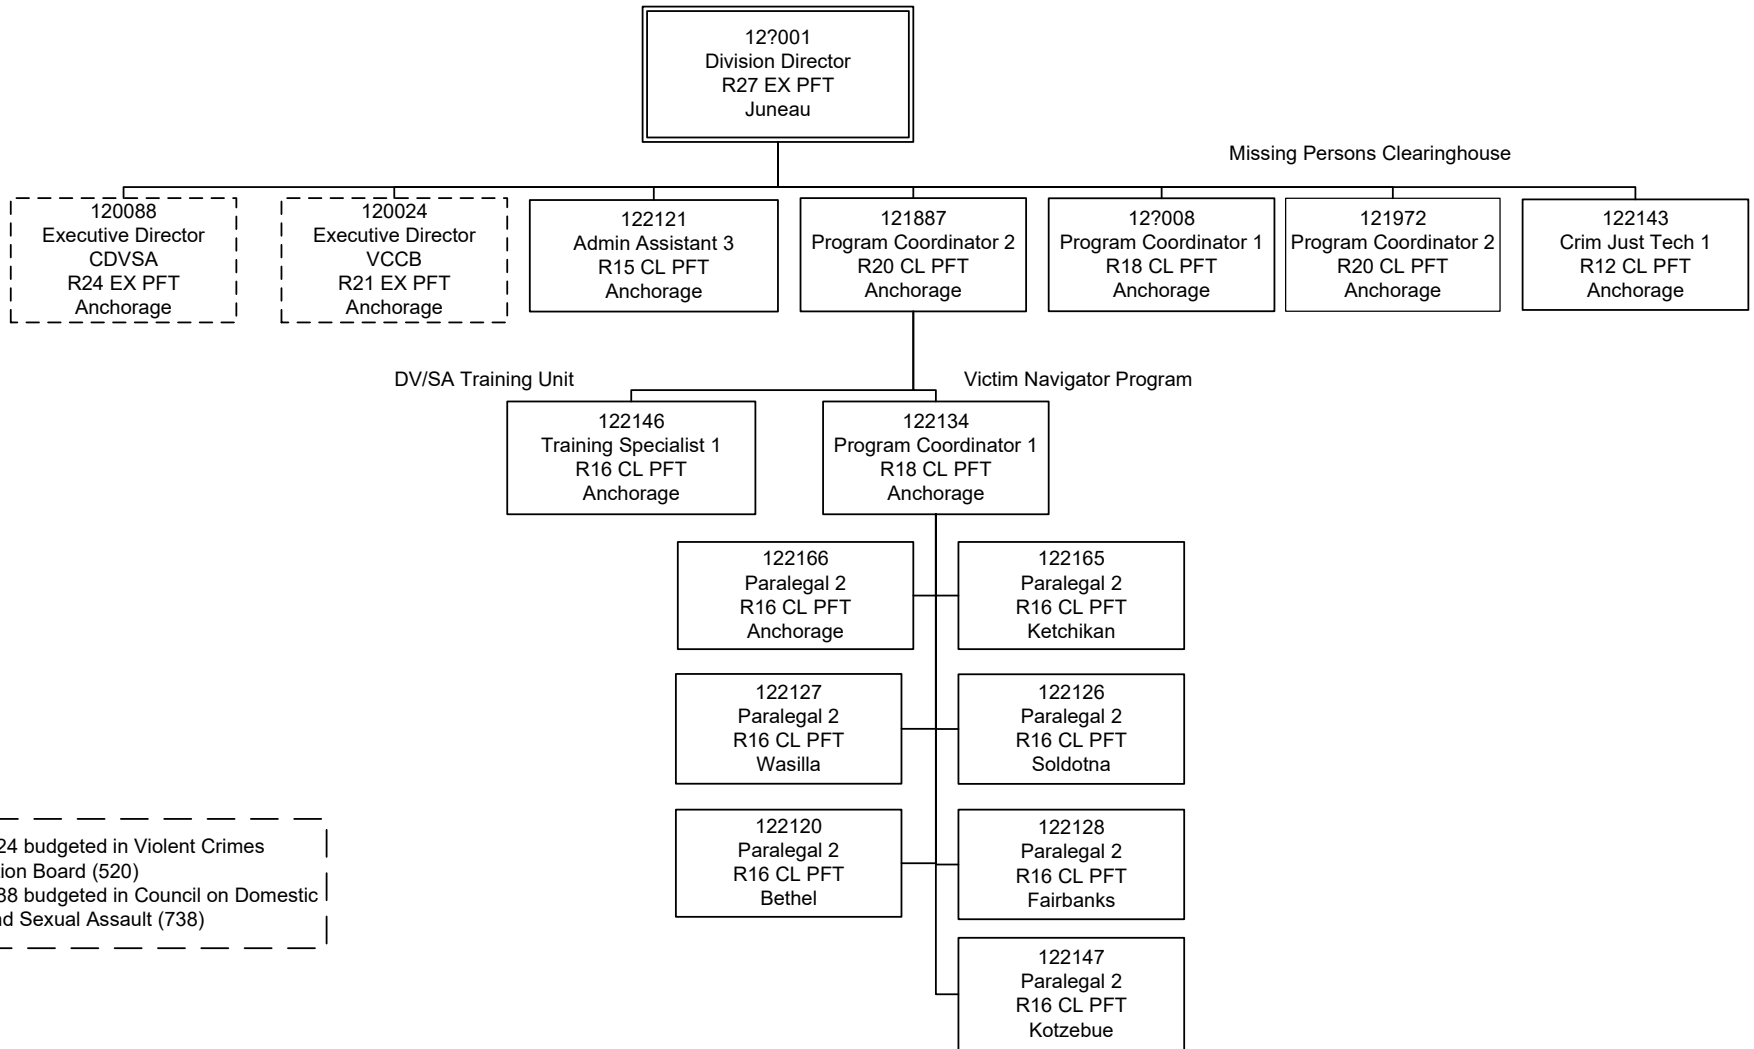 12?001
Division Director
R27 EX PFT
Juneau
Missing Persons Clearinghouse
120088
Executive Director
CDVSA
R24 EX PFT
Anchorage
120024
Executive Director
VCCB
R21 EX PFT
Anchorage
122121
Admin Assistant 3
R15 CL PFT
Anchorage
121887
Program Coordinator 2
R20 CL PFT
Anchorage
12?008
Program Coordinator 1
R18 CL PFT
Anchorage
121972
Program Coordinator 2
R20 CL PFT
Anchorage
122143
Crim Just Tech 1
R12 CL PFT
Anchorage
DV/SA Training Unit
Victim Navigator Program
122146
Training Specialist 1
R16 CL PFT
Anchorage
122134
Program Coordinator 1
R18 CL PFT
Anchorage
122166
Paralegal 2
R16 CL PFT
Anchorage
122165
Paralegal 2
R16 CL PFT
Ketchikan
122127
Paralegal 2
R16 CL PFT
Wasilla
122126
Paralegal 2
R16 CL PFT
Soldotna
122120
Paralegal 2
R16 CL PFT
Bethel
122128
Paralegal 2
R16 CL PFT
Fairbanks
122147
Paralegal 2
R16 CL PFT
Kotzebue
24 budgeted in Violent Crimes
tion Board (520)
88 budgeted in Council on Domestic
d Sexual Assault (738)